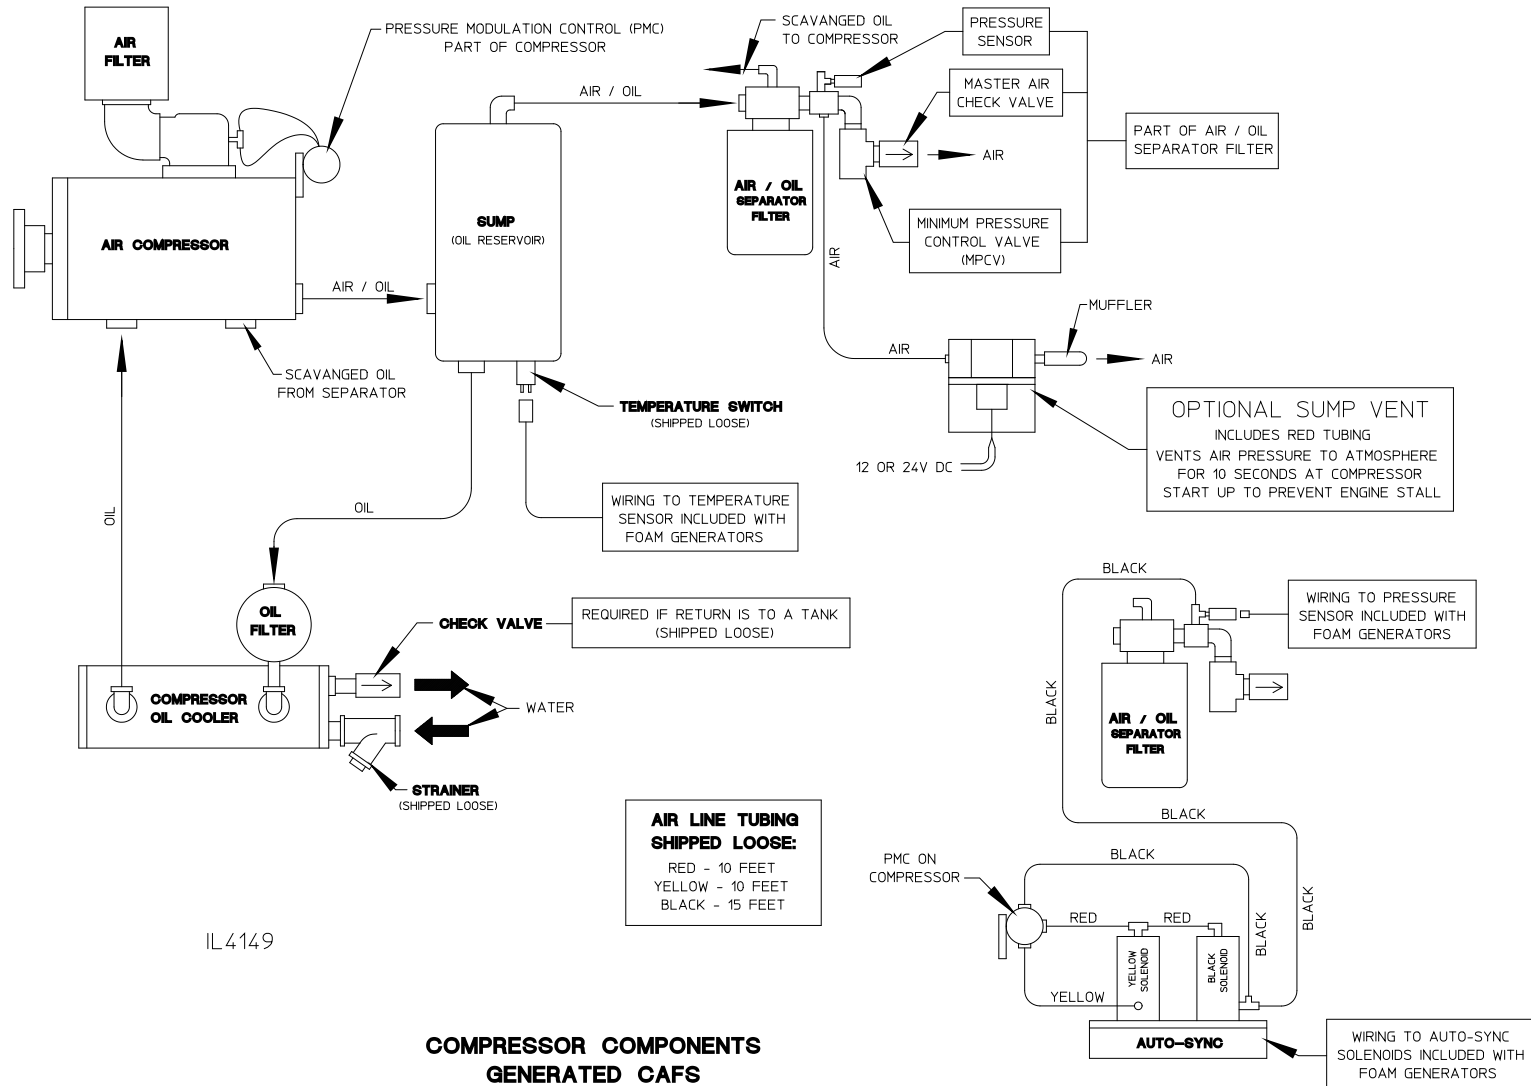 AIR
FILTER
PRESSURE MODULATION CONTROL (PMC)
PART OF COMPRESSOR
SCAVANGED OIL
TO COMPRESSOR
PRESSURE
SENSOR
MASTER AIR
CHECK VALVE
PART OF AIR / OIL
SEPARATOR FILTER
AIR / OIL
AIR
AIR / OIL
SEPARATOR
FILTER
MINIMUM PRESSURE
CONTROL VALVE
(MPCV)
SUMP
(OIL RESERVOIR)
AIR COMPRESSOR
AIR / OIL
AIR
AIR
MUFFLER
AIR
SCAVANGED OIL
FROM SEPARATOR
TEMPERATURE SWITCH
(SHIPPED LOOSE)
OPTIONAL SUMP VENT
INCLUDES RED TUBING
VENTS AIR PRESSURE TO ATMOSPHERE
FOR 10 SECONDS AT COMPRESSOR
START UP TO PREVENT ENGINE STALL
12 OR 24V DC
WIRING TO TEMPERATURE
SENSOR INCLUDED WITH
FOAM GENERATORS
OIL
OIL
OIL
FILTER
CHECK VALVE
REQUIRED IF RETURN IS TO A TANK
(SHIPPED LOOSE)
COMPRESSOR
OIL COOLER
WATER
STRAINER
(SHIPPED LOOSE)
BLACK
WIRING TO PRESSURE
SENSOR INCLUDED WITH
FOAM GENERATORS
BLACK
AIR / OIL
SEPARATOR
FILTER
BLACK
AIR LINE TUBING
SHIPPED LOOSE:
RED - 10 FEET
YELLOW - 10 FEET
BLACK - 15 FEET
PMC ON
COMPRESSOR
BLACK
BLACK
BLACK
RED
RED
YELLOW
SOLENOID
BLACK
SOLENOID
YELLOW
AUTO-SYNC
WIRING TO AUTO-SYNC
SOLENOIDS INCLUDED WITH
FOAM GENERATORS
IL4149
COMPRESSOR COMPONENTS
GENERATED CAFS